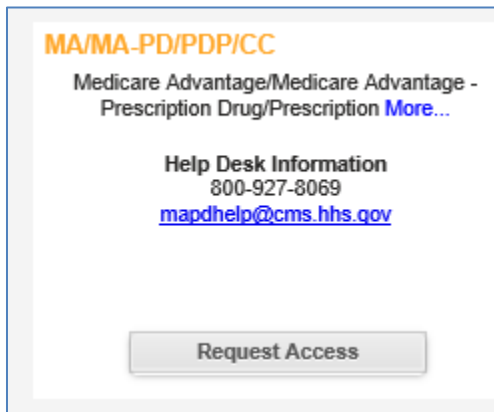 MA/MA-PD/PDP/CC
Medicare Advantage/Medicare Advantage -
Prescription Drug/Prescription More...
Help Desk Information
800-927-8069
mapdhelp@cms.hhs.gov
Request Access